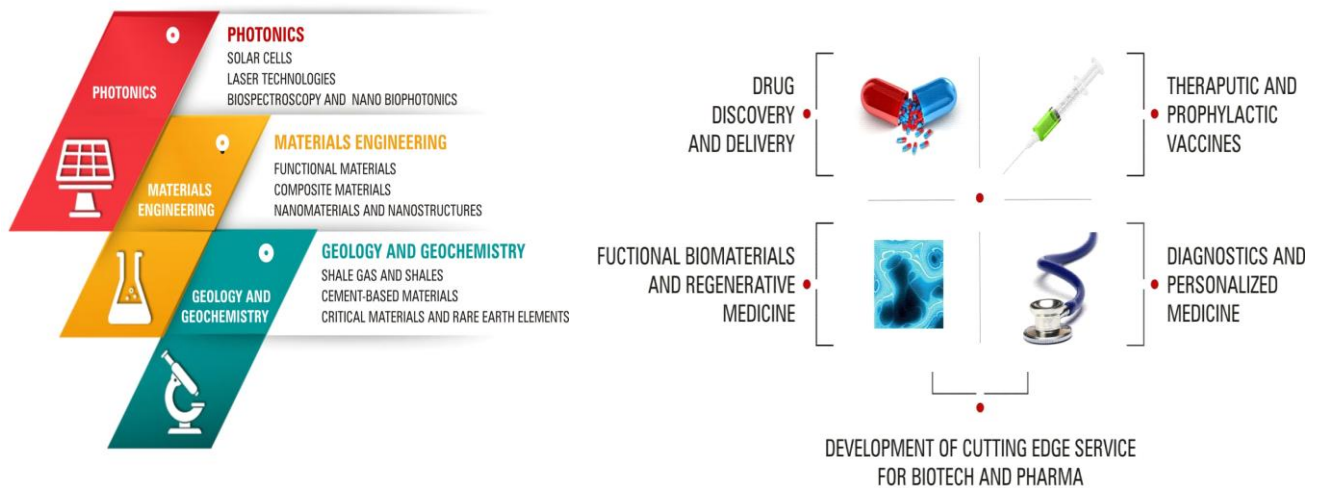 PHOTONICS
PHOTONICS
SOLAR CELLS
LASER TECHNOLOGIES
BIOSPECTROSCOPY AND NANO BIOPHOTONICS
MATERIALS
ENGINEERING
MATERIALS ENGINEERING
FUNCTIONAL MATERIALS
COMPOSITE MATERIALS
NANOMATERIALS AND NANOSTRUCTURES
GEOLOGY AND
GEOCHEMISTRY
GEOLOGY AND GEOCHEMISTRY
SHALE GAS AND SHALES
CEMENT-BASED MATERIALS
CRITICAL MATERIALS AND RARE EARTH ELEMENTS
DRUG
DISCOVERY
AND DELIVERY
THERAPUTIC AND
PROPHYLACTIC
VACCINES
FUCTIONAL BIOMATERIALS
AND REGENERATIVE
MEDICINE
DIAGNOSTICS AND
PERSONALIZED
MEDICINE
DEVELOPMENT OF CUTTING EDGE SERVICE
FOR BIOTECH AND PHARMA